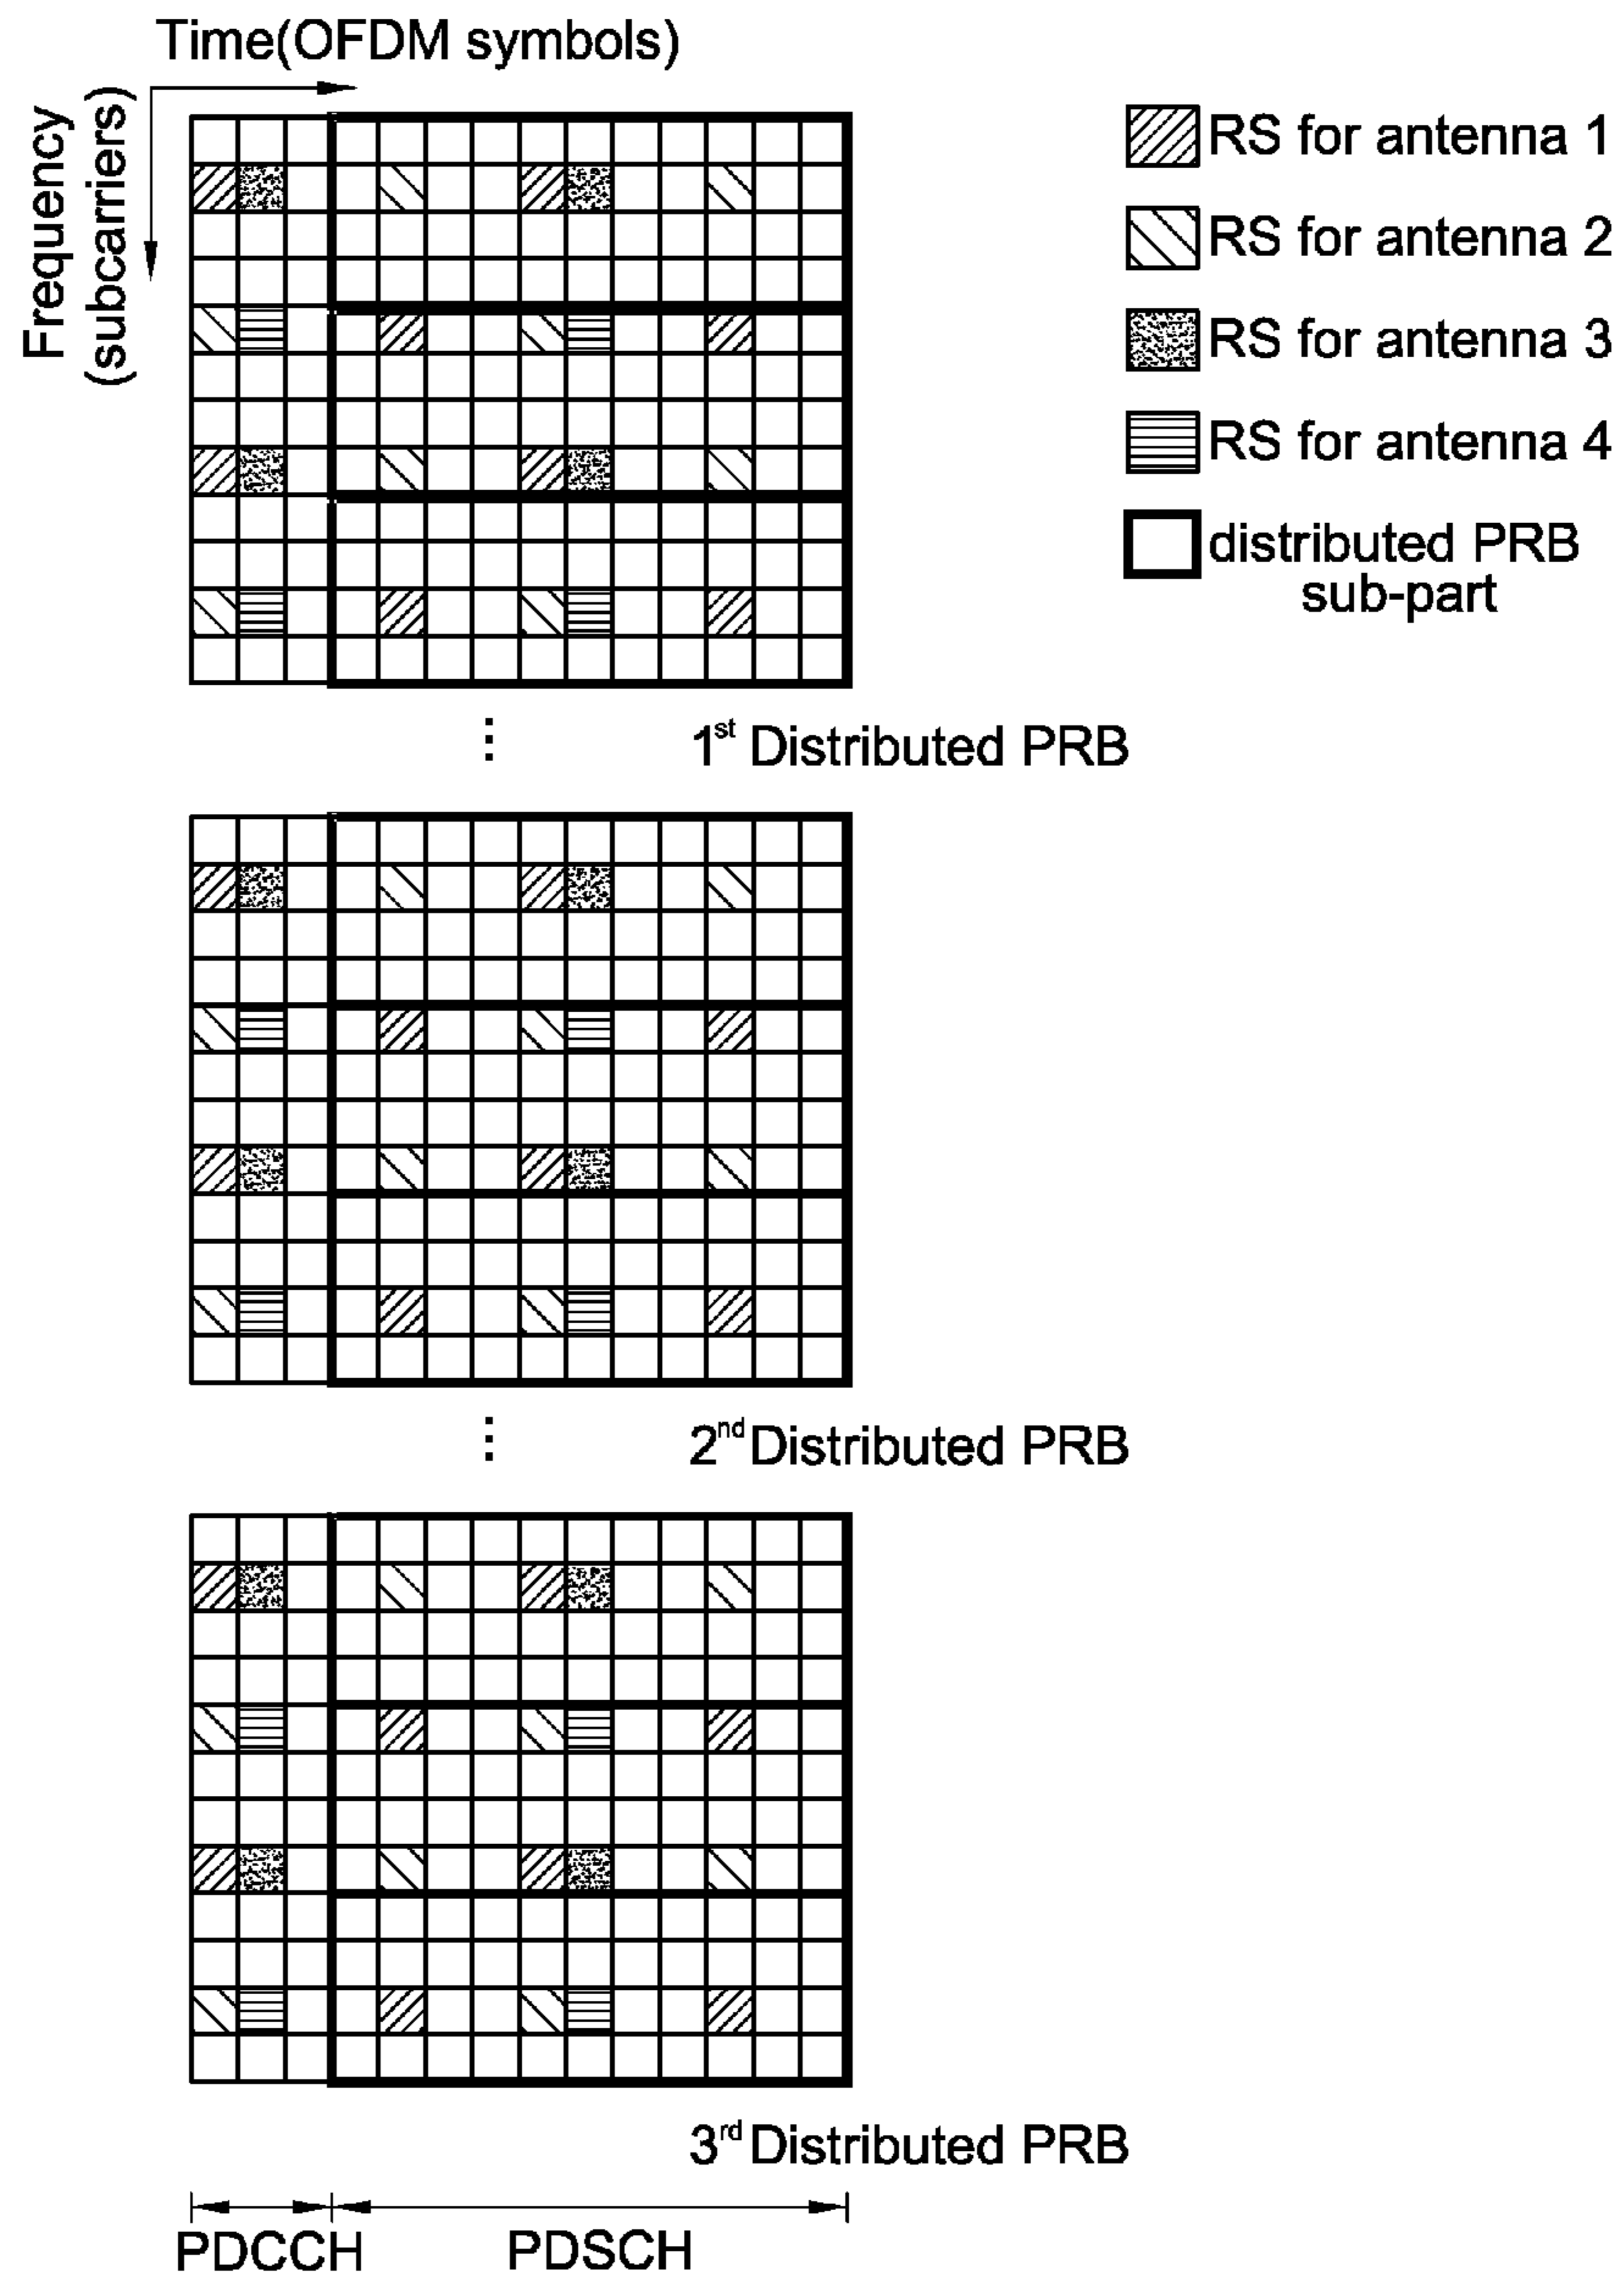 Time(OFDM symbols)
Frequency
(subcarriers)
RS for antenna 1
RS for antenna 2
RS for antenna 3
RS for antenna 4
distributed PRB
sub-part
1st Distributed PRB
2nd Distributed PRB
3rd Distributed PRB
PDCCH
PDSCH